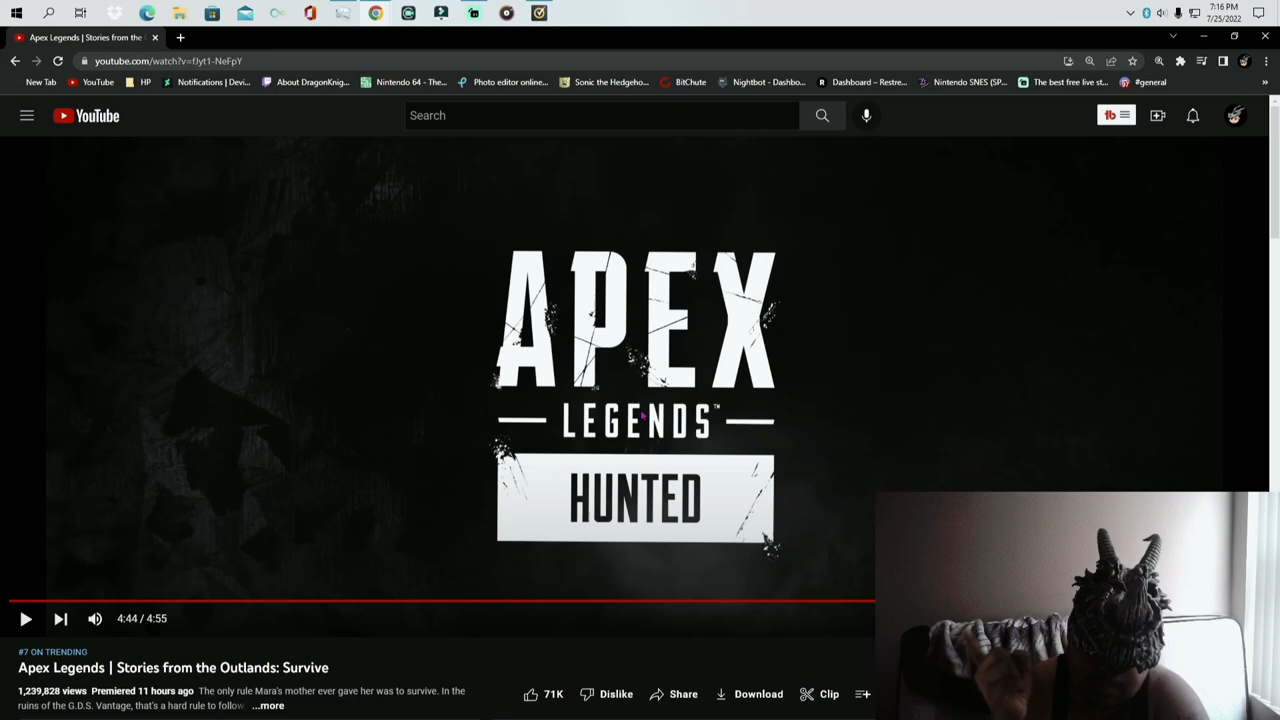 7:16 PM
7/25/2022
Apex Legends | Stories from the
youtube.com/watch?v=fJyt1-NeFpY
New Tab YouTube HP Notifications | Devi... About DragonKnig... Nintendo 64 - The... Photo editor online... Sonic the Hedgeho... BitChute Nightbot - Dashbo... Dashboard – Restre... Nintendo SNES (SP... The best free live st... #general »
YouTube
Search
tb
APEX
LEGENDS™
HUNTED
4:44 / 4:55
#7 ON TRENDING
Apex Legends | Stories from the Outlands: Survive
1,239,828 views Premiered 11 hours ago The only rule Mara's mother ever gave her was to survive. In the
ruins of the G.D.S. Vantage, that's a hard rule to follow ...more
71K Dislike Share Download Clip